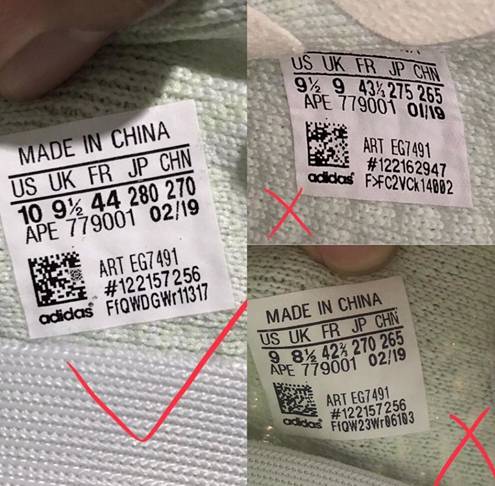 MADE IN CHINA
US UK FR JP CHN
10 9½ 44 280 270
APE 779001 02/19
ART EG7491
#122157256
FfQWDGWr11317
adidas
US UK FR JP CHN
9½ 9 43⅓ 275 265
APE 779001 01/19
ART EG7491
#122162947
F>FC2VCk14002
adidas
MADE IN CHINA
US UK FR JP CHN
9 8½ 42⅔ 270 265
APE 779001 02/19
ART EG7491
#122157256
FfQW23Wr06103
adidas